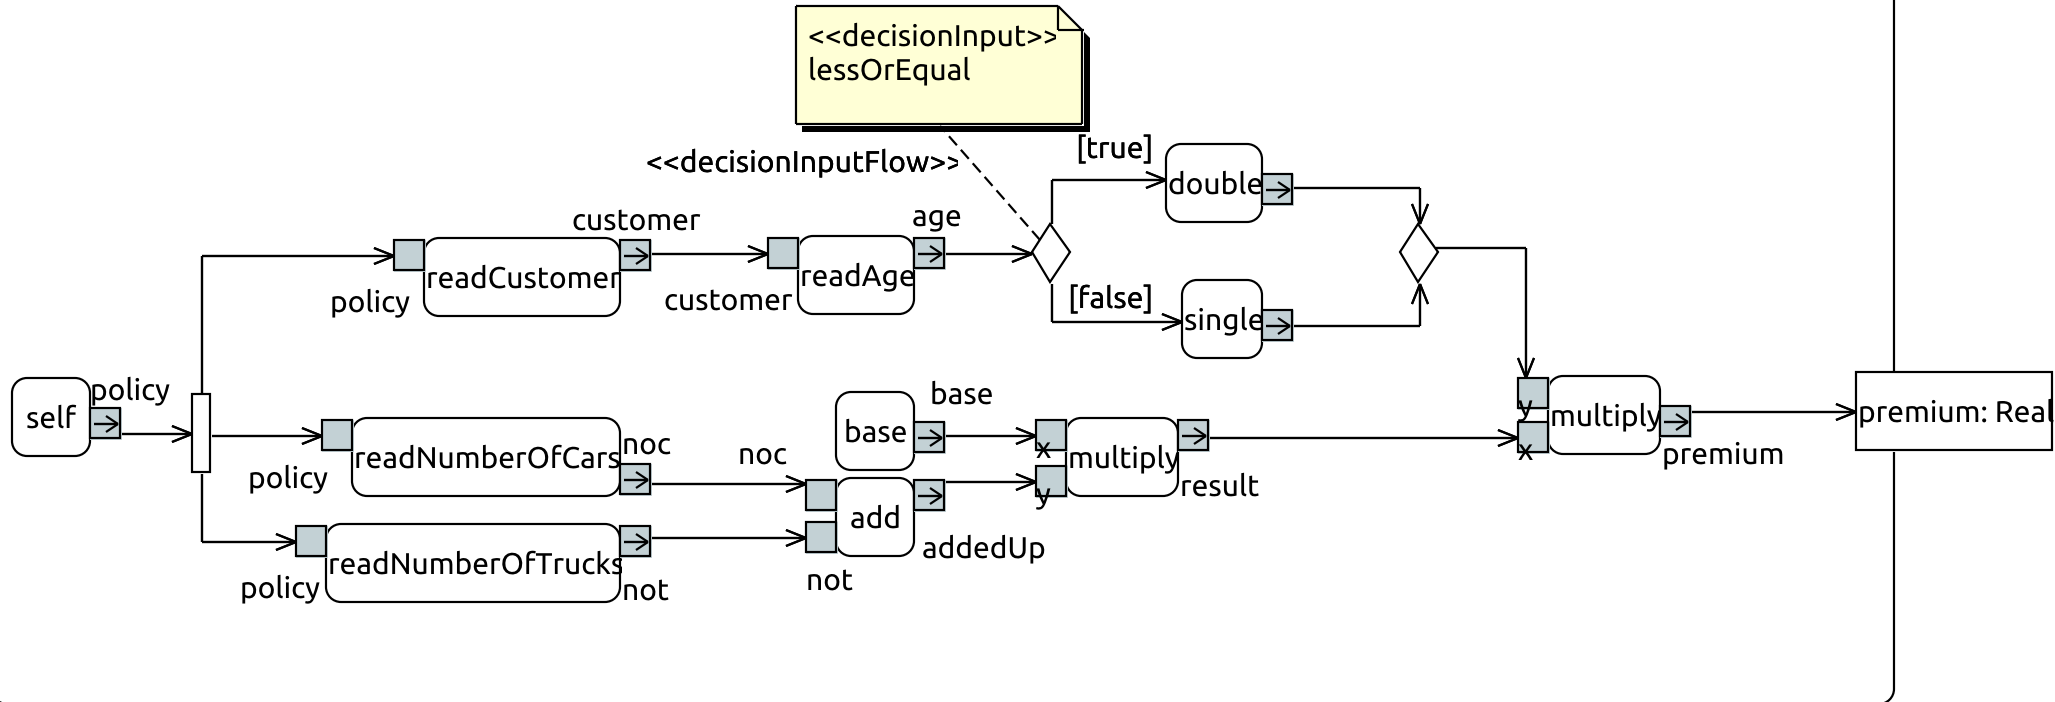 <<decisionInput>>
lessOrEqual
<<decisionInputFlow>>
[true]
double
customer
age
readCustomer
readAge
policy
customer
[false]
single
self
policy
base
base
y
multiply
premium: Real
x
premium
readNumberOfCars
noc
noc
x
multiply
policy
result
y
add
addedUp
readNumberOfTrucks
policy
not
not